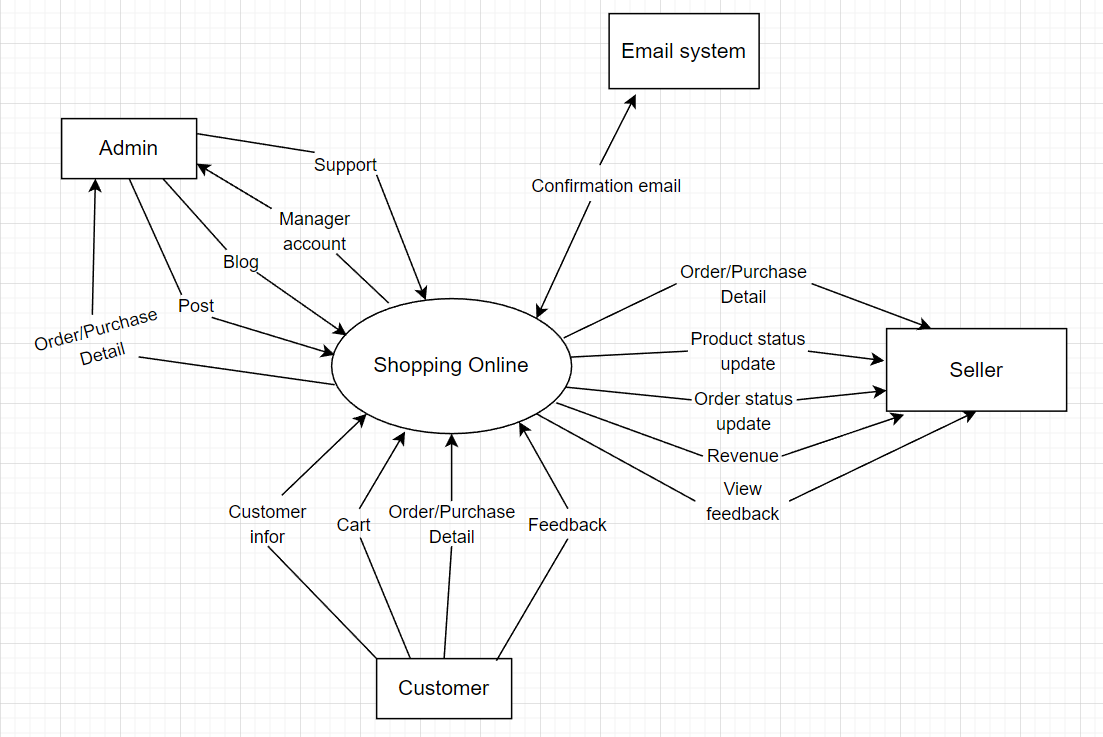 Email system
Admin
Support
Confirmation email
Manager
account
Blog
Post
Order/Purchase
Detail
Order/Purchase
Detail
Product status
update
Order status
update
Revenue
View
feedback
Seller
Shopping Online
Customer
infor
Cart
Order/Purchase
Detail
Feedback
Customer